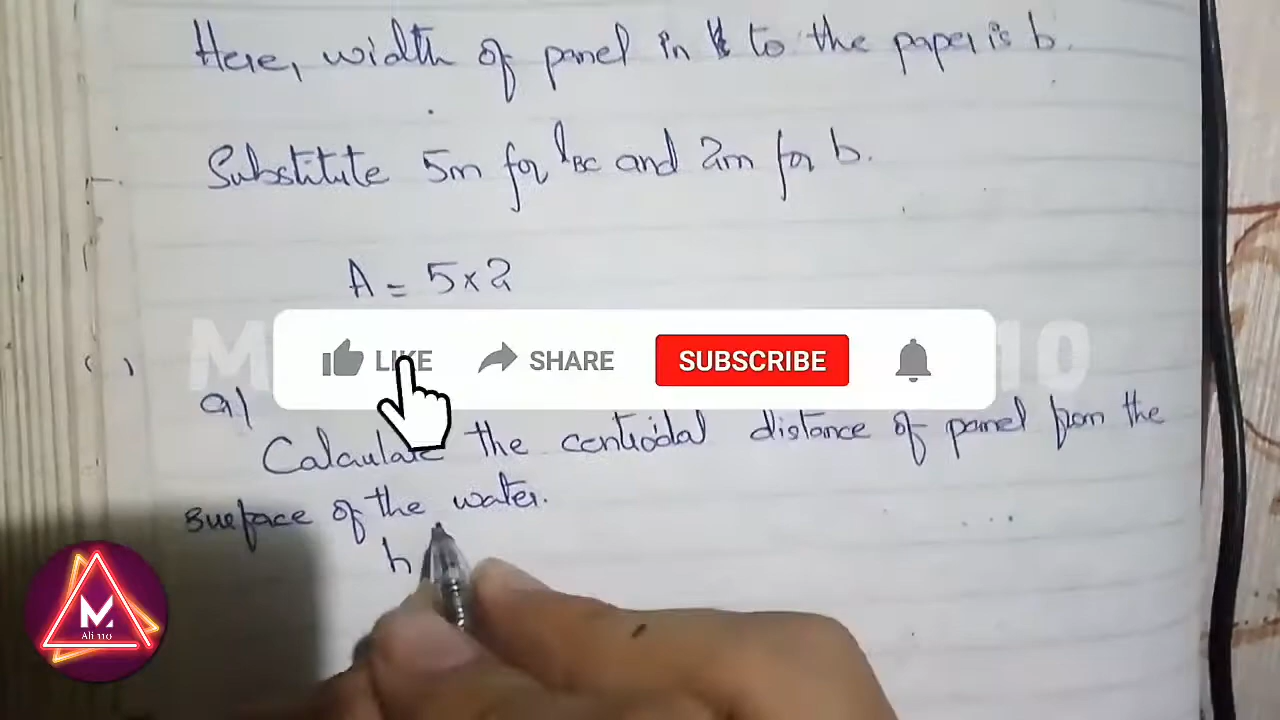 Here, width of panel in to the paper is b.
Substitute 5m for lBC and 2m for b.
A = 5×2
LIKE SHARE SUBSCRIBE
M 10
a)
Calculate the centroidal distance of panel from the
surface of the water.
h
M
Ali 110